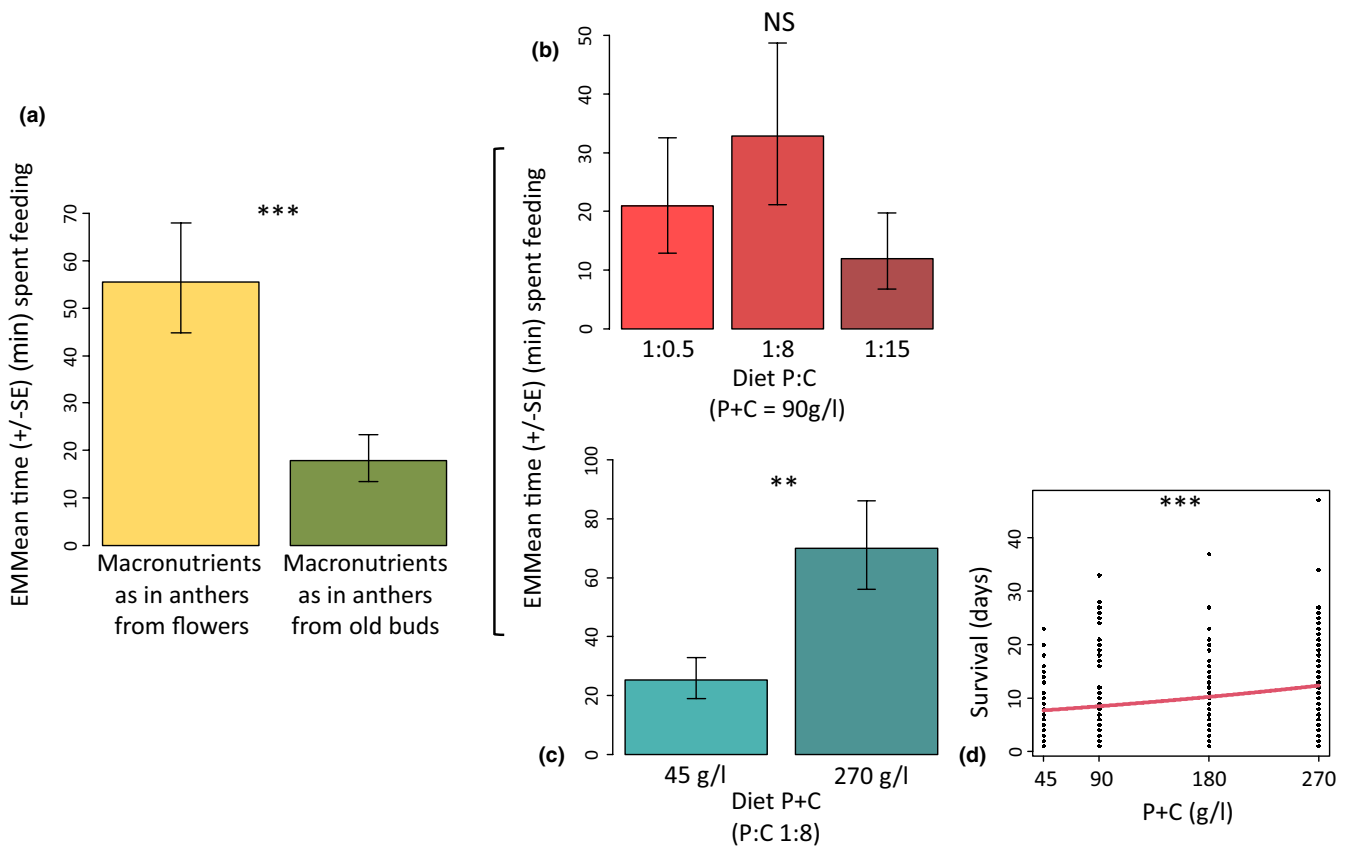 (a)
EMMean time (+/-SE) (min) spent feeding
70
60
50
40
30
20
10
0
***
Macronutrients
as in anthers
from flowers
Macronutrients
as in anthers
from old buds
EMMean time (+/-SE) (min) spent feeding
(b)
NS
50
40
30
20
10
0
1:0.5 1:8 1:15
Diet P:C
(P+C = 90g/l)
(c)
100
80
60
40
20
0
**
45 g/l 270 g/l
Diet P+C
(P:C 1:8)
(d)
***
Survival (days)
40
30
20
10
0
45 90 180 270
P+C (g/l)